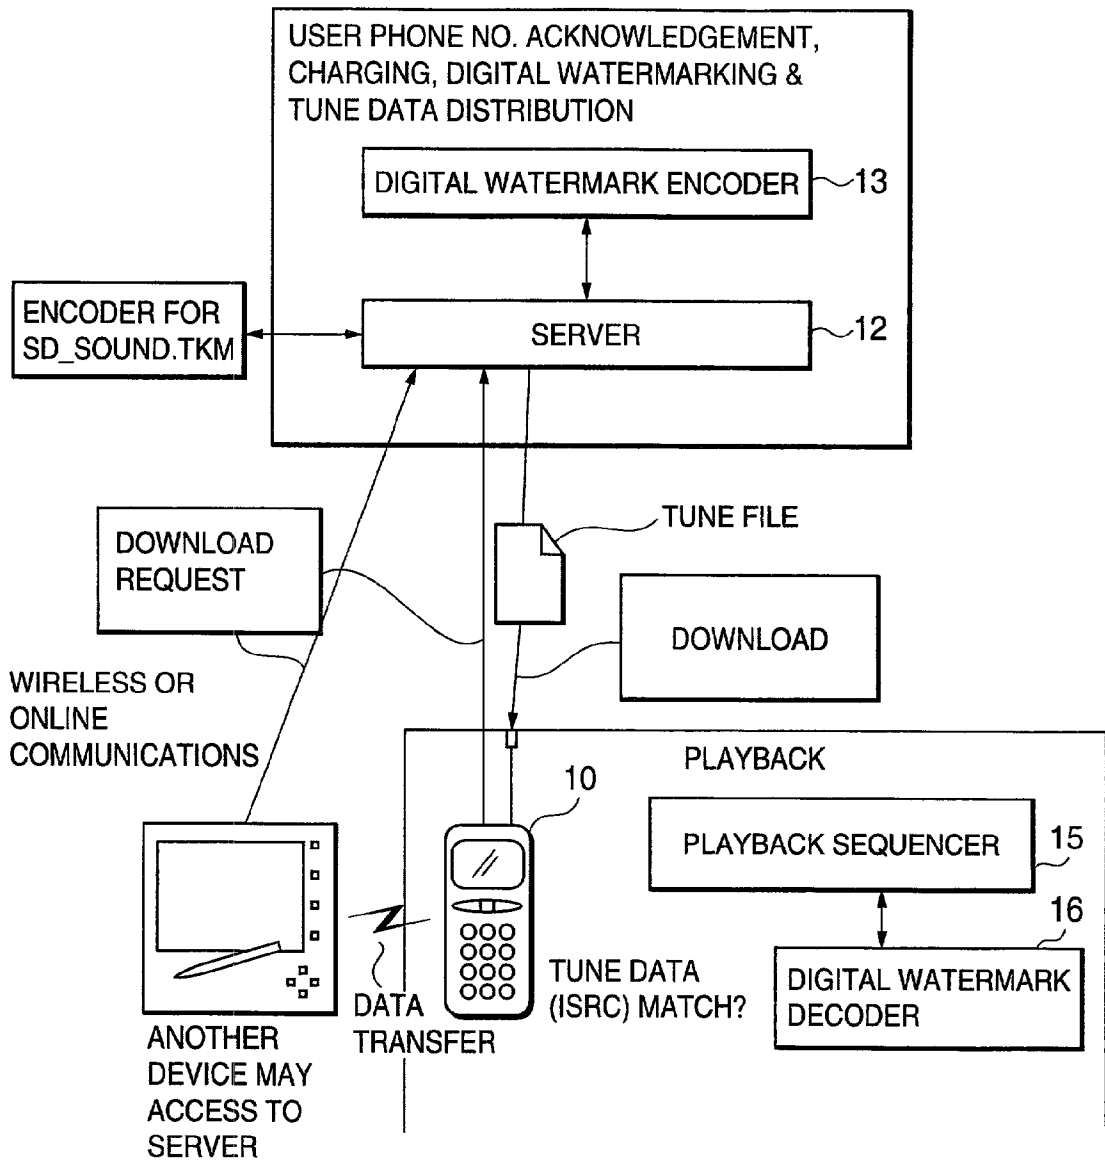 USER PHONE NO. ACKNOWLEDGEMENT,
CHARGING, DIGITAL WATERMARKING &
TUNE DATA DISTRIBUTION
DIGITAL WATERMARK ENCODER
13
ENCODER FOR
SD_SOUND.TKM
SERVER
12
DOWNLOAD
REQUEST
TUNE FILE
DOWNLOAD
WIRELESS OR
ONLINE
COMMUNICATIONS
PLAYBACK
10
PLAYBACK SEQUENCER
15
16
DIGITAL WATERMARK
DECODER
TUNE DATA
(ISRC) MATCH?
DATA
TRANSFER
ANOTHER
DEVICE MAY
ACCESS TO
SERVER